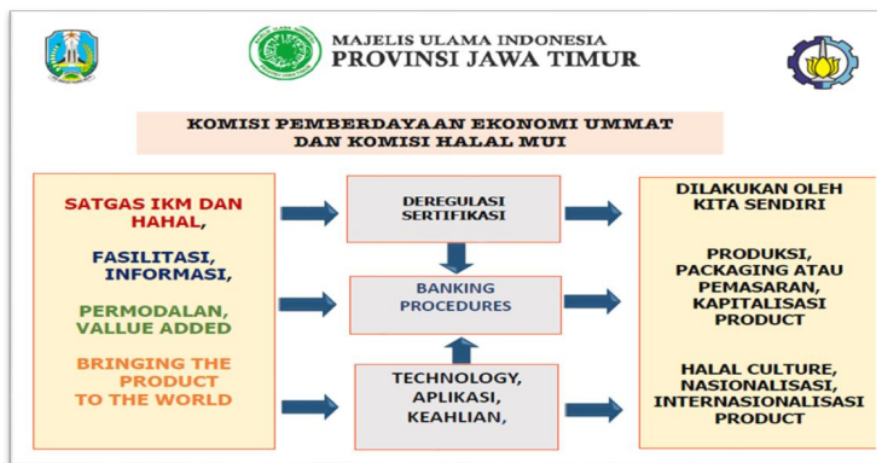 MAJELIS ULAMA INDONESIA
PROVINSI JAWA TIMUR
KOMISI PEMBERDAYAAN EKONOMI UMMAT
DAN KOMISI HALAL MUI
SATGAS IKM DAN
HAHAL,
FASILITASI,
INFORMASI,
PERMODALAN,
VALLUE ADDED
BRINGING THE
PRODUCT
TO THE WORLD
DEREGULASI
SERTIFIKASI
BANKING
PROCEDURES
TECHNOLOGY,
APLIKASI,
KEAHLIAN,
DILAKUKAN OLEH
KITA SENDIRI
PRODUKSI,
PACKAGING ATAU
PEMASARAN,
KAPITALISASI
PRODUCT
HALAL CULTURE,
NASIONALISASI,
INTERNASIONALISASI
PRODUCT